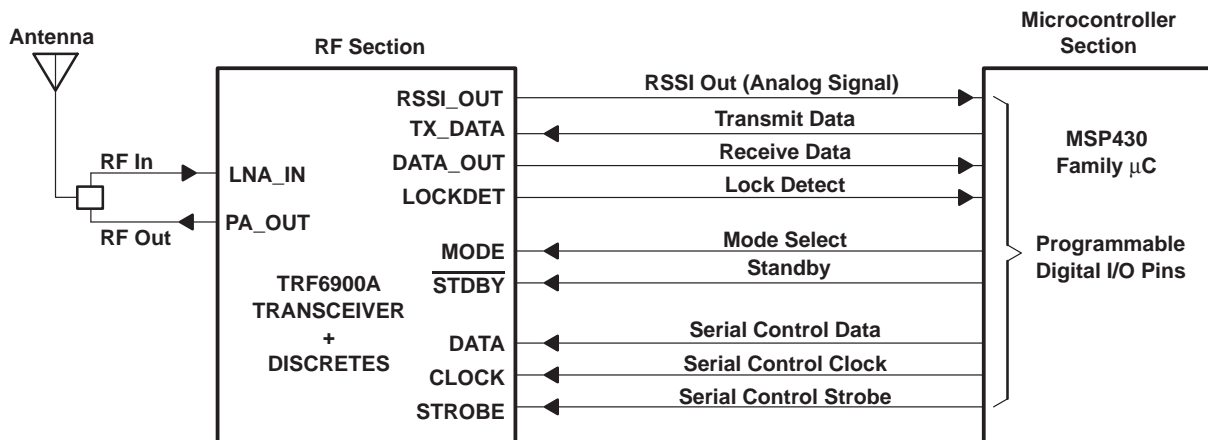 Antenna
RF Section
Microcontroller
Section
RSSI_OUT
RSSI Out (Analog Signal)
TX_DATA
Transmit Data
DATA_OUT
Receive Data
LOCKDET
Lock Detect
RF In
LNA_IN
PA_OUT
RF Out
MODE
Mode Select
STDBY
Standby
TRF6900A
TRANSCEIVER
+
DISCRETES
DATA
Serial Control Data
CLOCK
Serial Control Clock
STROBE
Serial Control Strobe
MSP430
Family μC
Programmable
Digital I/O Pins